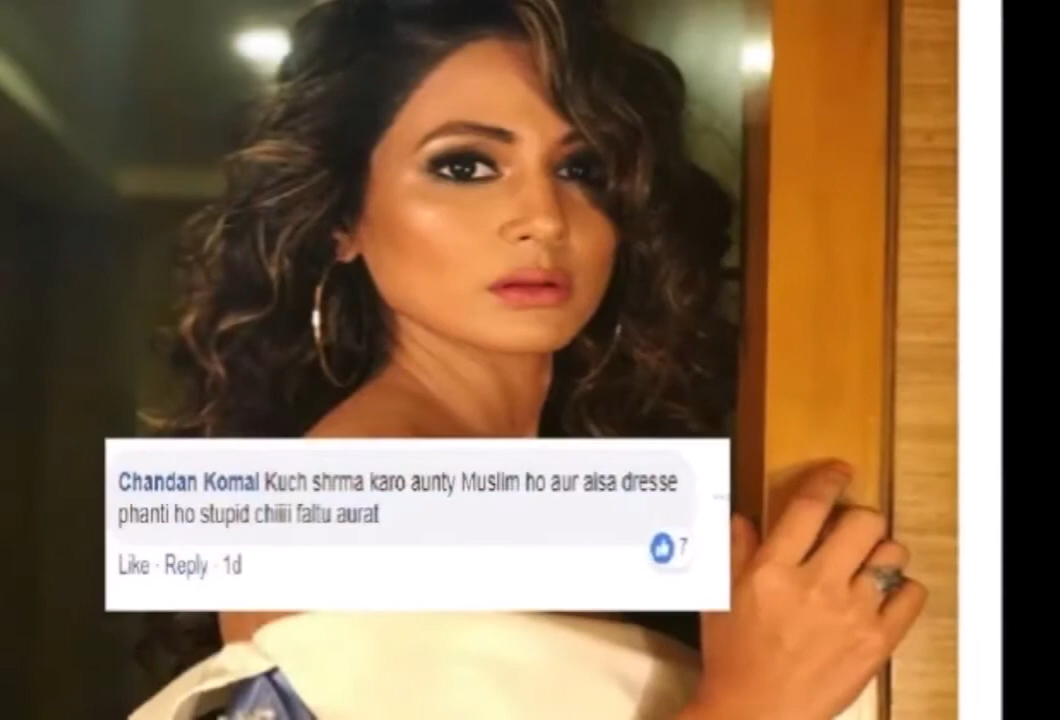 Chandan Komal Kuch shrma karo aunty Muslim ho aur aisa dresse
phanti ho stupid chiiii faltu aurat
7
Like · Reply · 1d